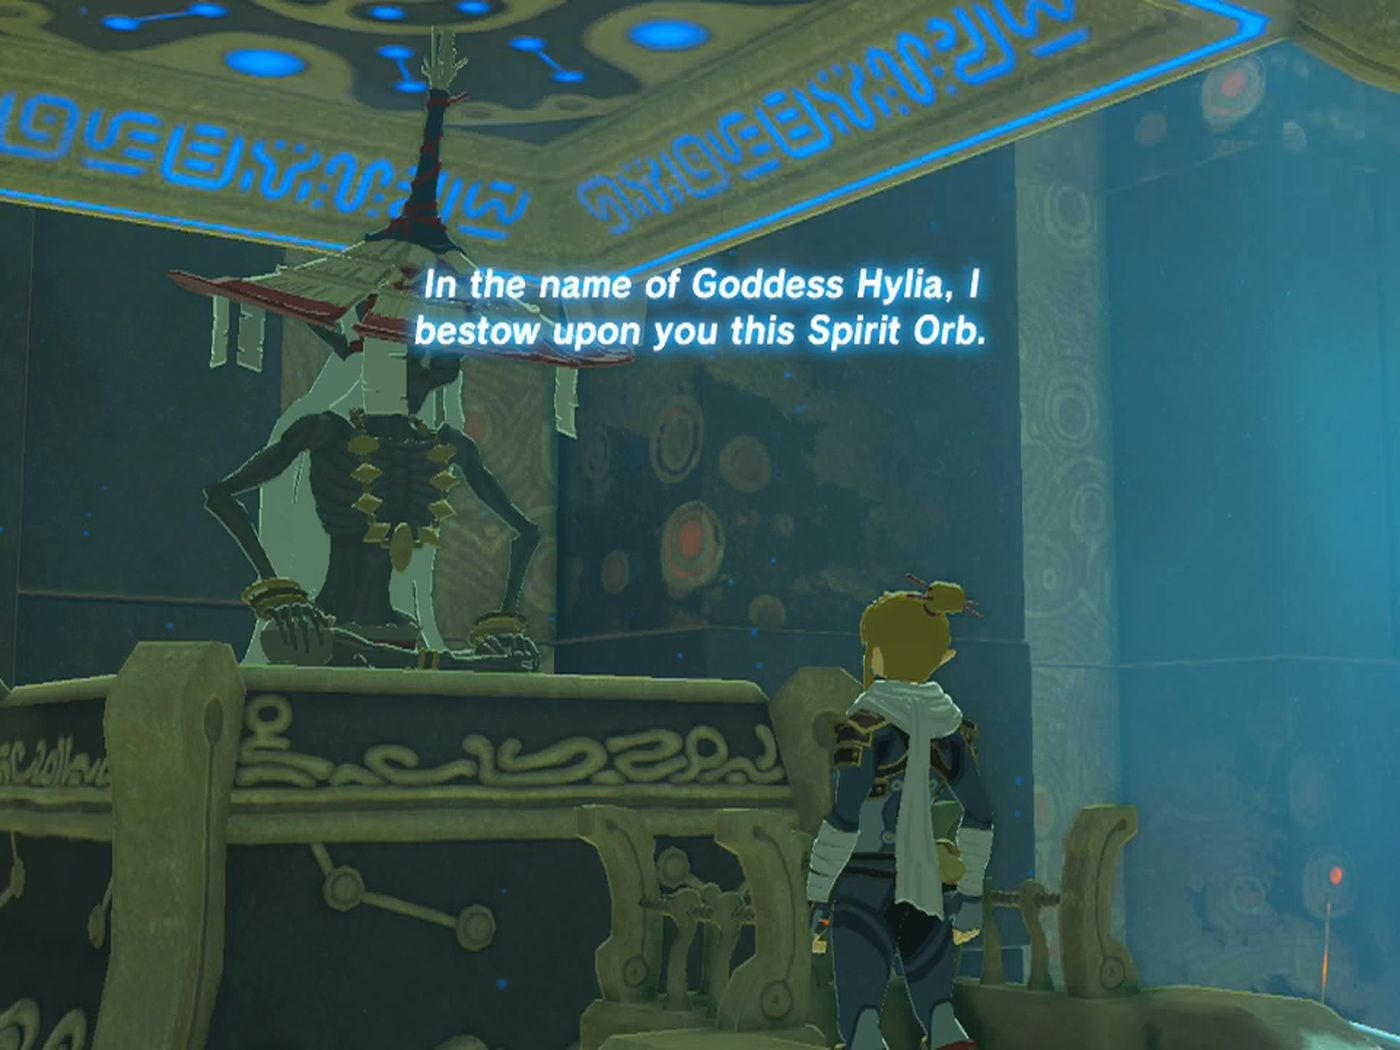 In the name of Goddess Hylia, I
bestow upon you this Spirit Orb.